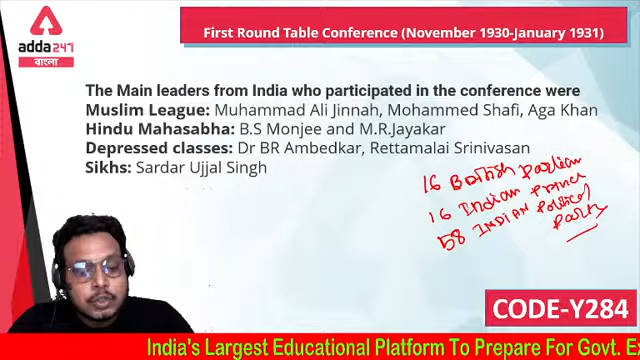 adda247
বাংলা
First Round Table Conference (November 1930-January 1931)
The Main leaders from India who participated in the conference were
Muslim League: Muhammad Ali Jinnah, Mohammed Shafi, Aga Khan
Hindu Mahasabha: B.S Monjee and M.R.Jayakar
Depressed classes: Dr BR Ambedkar, Rettamalai Srinivasan
Sikhs: Sardar Ujjal Singh
16 British Parliam
16 Indian Prince
58 INDIAN Political
Party
CODE-Y284
India's Largest Educational Platform To Prepare For Govt. E